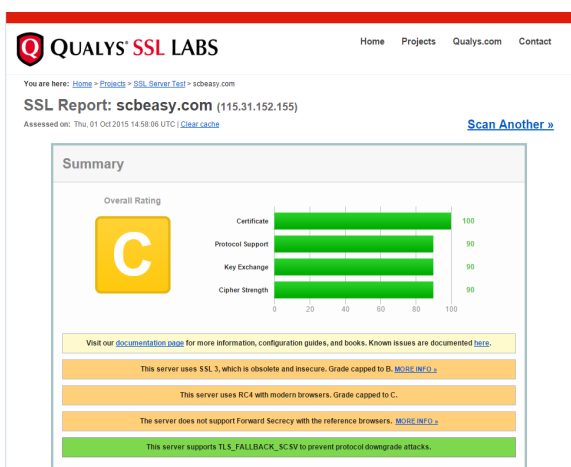 QUALYS® SSL LABS
Home Projects Qualys.com Contact
You are here: Home > Projects > SSL Server Test > scbeasy.com
SSL Report: scbeasy.com (115.31.152.155)
Assessed on: Thu, 01 Oct 2015 14:58:06 UTC | Clear cache
Scan Another »
Summary
Overall Rating
C
Certificate 100
Protocol Support 90
Key Exchange 90
Cipher Strength 90
0 20 40 60 80 100
Visit our documentation page for more information, configuration guides, and books. Known issues are documented here.
This server uses SSL 3, which is obsolete and insecure. Grade capped to B. MORE INFO »
This server uses RC4 with modern browsers. Grade capped to C.
The server does not support Forward Secrecy with the reference browsers. MORE INFO »
This server supports TLS_FALLBACK_SCSV to prevent protocol downgrade attacks.